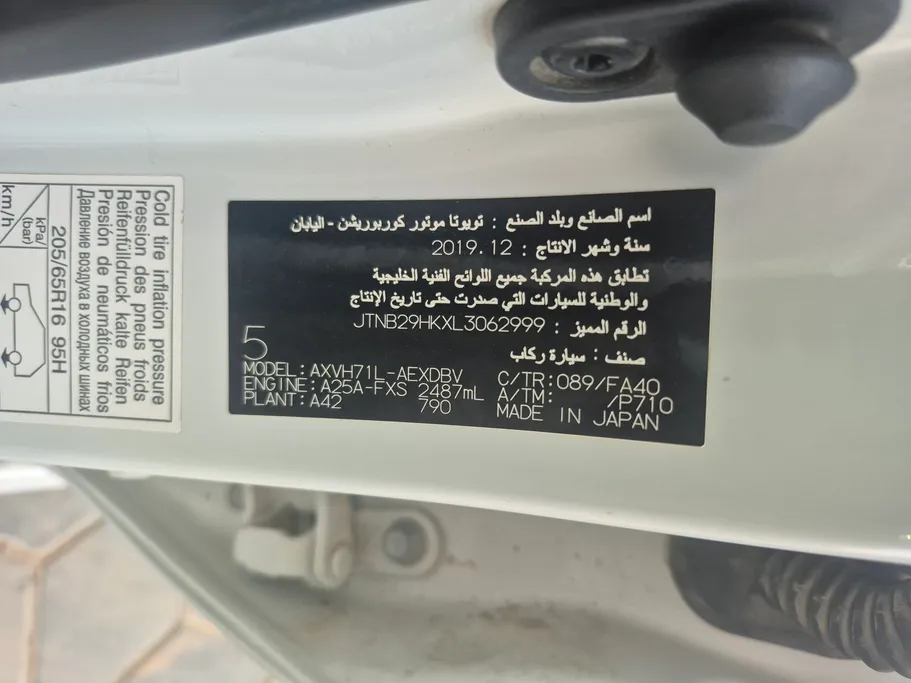 اسم الصانع وبلد الصنع : تويوتا موتور كوربوريشن - اليابان
سنة وشهر الانتاج : 2019.12
تطابق هذه المركبة جميع اللوائح الفنية الخليجية
والوطنية للسيارات التي صدرت حتى تاريخ الإنتاج
الرقم المميز : JTNB29HKXL3062999
صنف : سيارة ركاب
5
MODEL: AXVH71L-AEXDBV
ENGINE: A25A-FXS 2487mL
PLANT: A42 790
C/TR: 089/FA40
A/TM: /P710
MADE IN JAPAN
Cold tire inflation pressure
Pression des pneus froids
Reifenfülldruck kalte Reifen
Presión de neumáticos frios
Давление воздуха в холодных шинах
205/65R16 95H
kPa/
(bar)
km/h